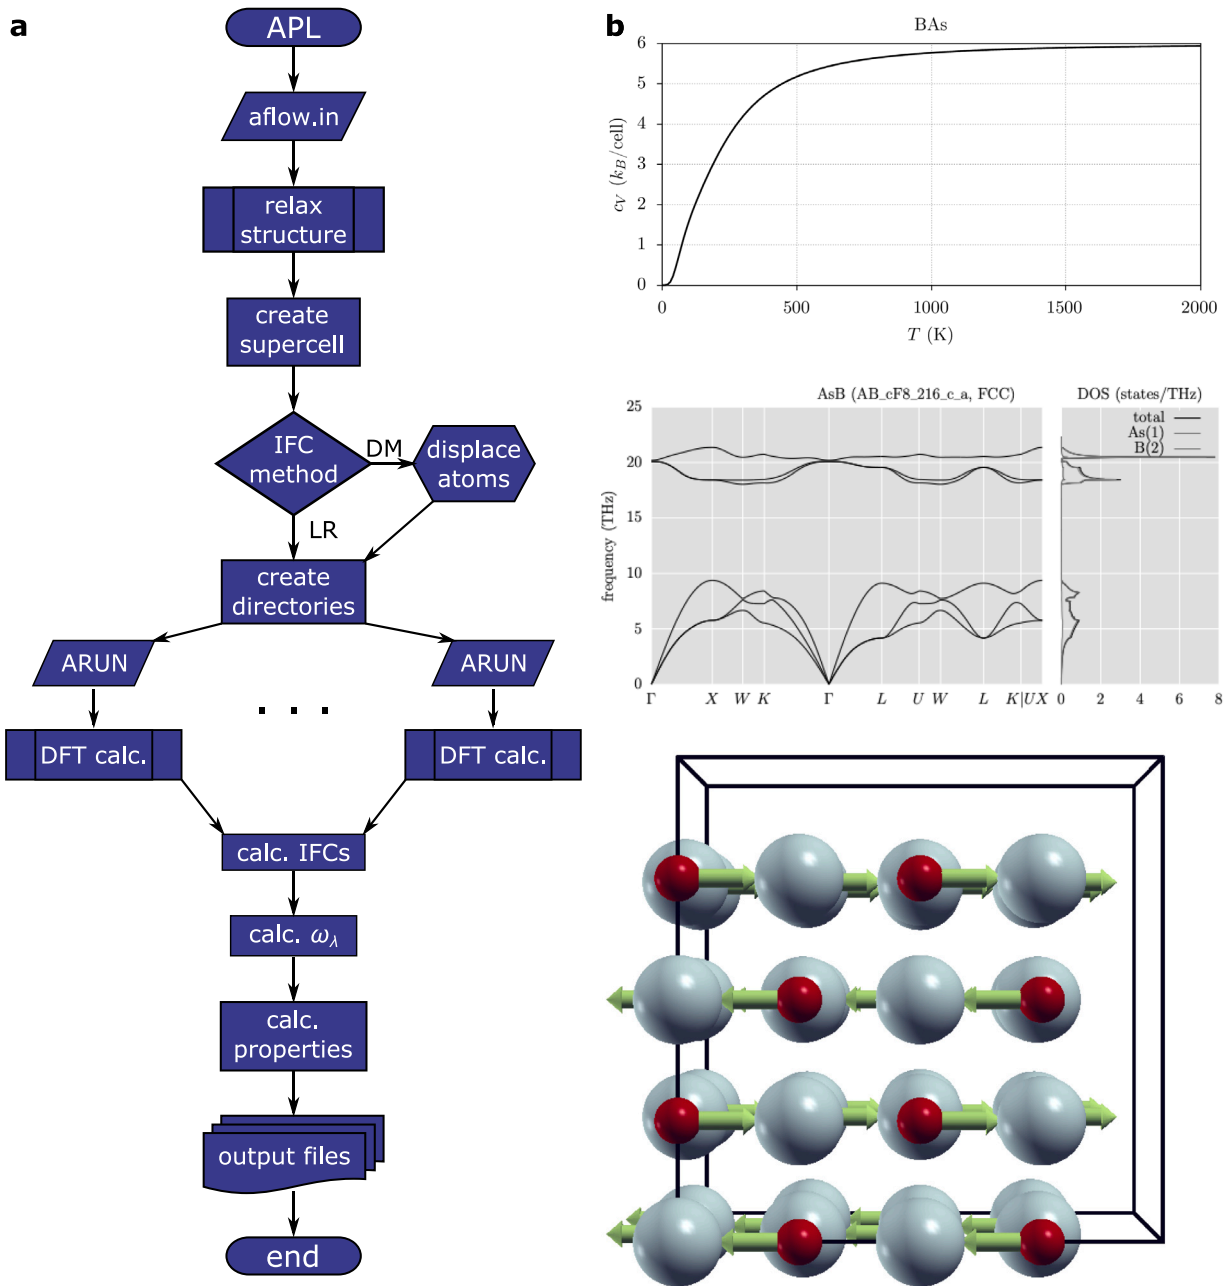 a
APL
aflow.in
relax
structure
create
supercell
IFC
method
DM
displace
atoms
LR
create
directories
ARUN
ARUN
. . .
DFT calc.
DFT calc.
calc. IFCs
calc. ω_λ
calc.
properties
output files
end
b
BAs
6
5
4
3
2
1
0
c_V (k_B/cell)
0
500
1000
1500
2000
T (K)
AsB (AB_cF8_216_c_a, FCC)
25
20
15
10
5
0
frequency (THz)
Γ X W K Γ L U W L K|U X
DOS (states/THz)
total
As(1)
B(2)
0 2 4 6 8